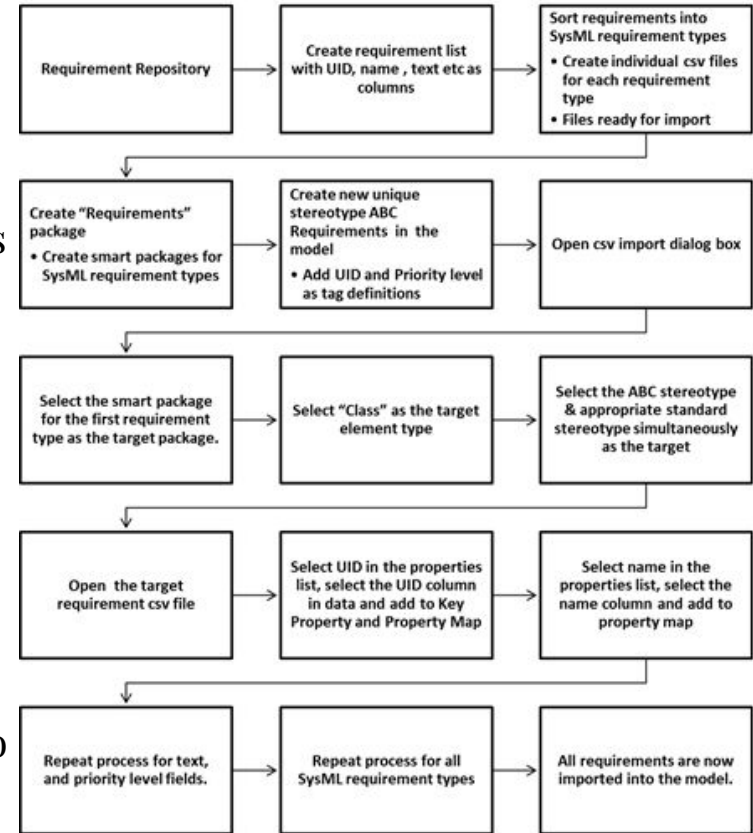 Requirement Repository
Create requirement list
with UID, name , text etc as
columns
Sort requirements into
SysML requirement types
• Create individual csv files
for each requirement
type
• Files ready for import
s
Create “Requirements”
package
• Create smart packages for
SysML requirement types
Create new unique
stereotype ABC
Requirements in the
model
• Add UID and Priority level
as tag definitions
Open csv import dialog box
Select the smart package
for the first requirement
type as the target package.
Select “Class” as the target
element type
Select the ABC stereotype
& appropriate standard
stereotype simultaneously
as the target
Open the target
requirement csv file
Select UID in the properties
list, select the UID column
in data and add to Key
Property and Property Map
Select name in the
properties list, select the
name column and add to
property map
Repeat process for text,
and priority level fields.
Repeat process for all
SysML requirement types
All requirements are now
imported into the model.